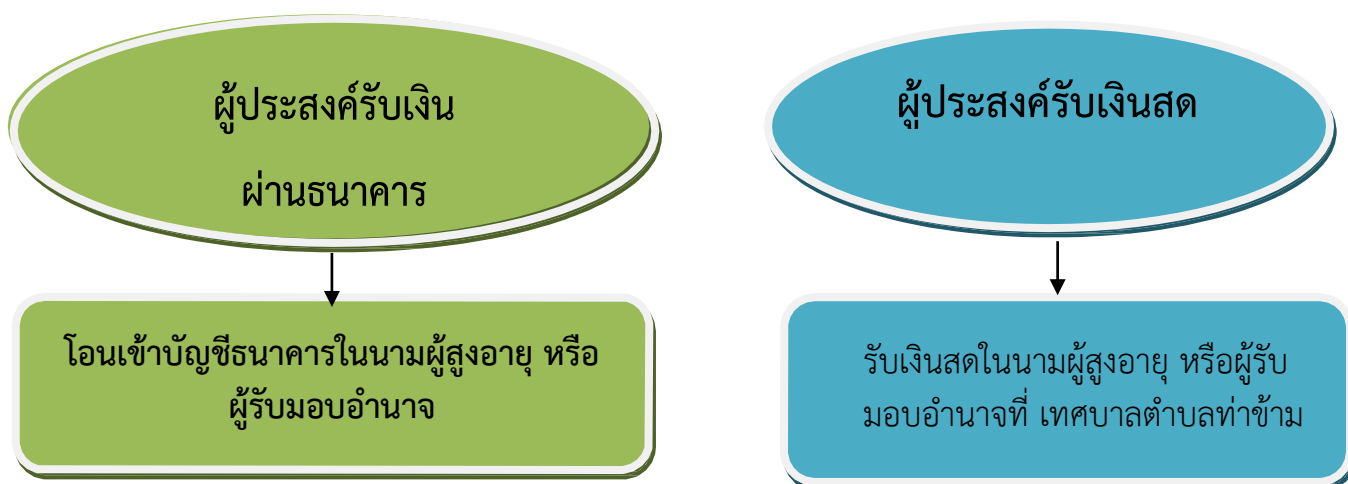 ผู้ประสงค์รับเงิน
ผ่านธนาคาร
ผู้ประสงค์รับเงินสด
โอนเข้าบัญชีธนาคารในนามผู้สูงอายุ หรือ
ผู้รับมอบอำนาจ
รับเงินสดในนามผู้สูงอายุ หรือผู้รับ
มอบอำนาจที่ เทศบาลตำบลท่าข้าม